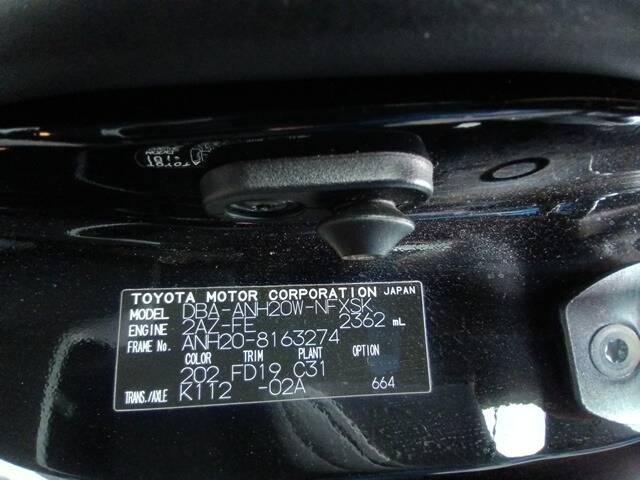 TOYOTA MOTOR CORPORATION JAPAN
MODEL DBA-ANH20W-NFXSK
ENGINE 2AZ-FE 2362 mL
FRAME No. ANH20-8163274
COLOR TRIM PLANT OPTION
202 FD19 C31
TRANS./AXLE K112 -02A 664